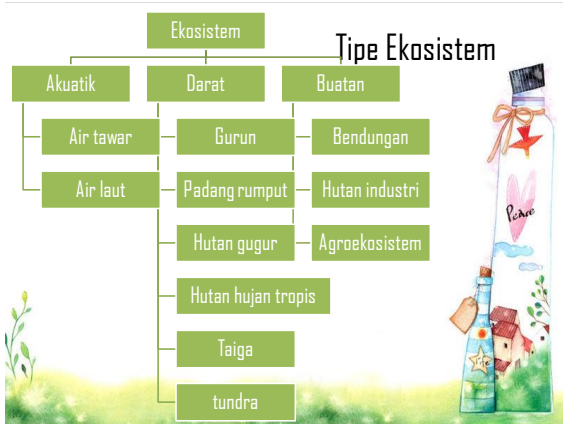 Tipe Ekosistem
Ekosistem
Akuatik
Air tawar
Air laut
Darat
Gurun
Padang rumput
Hutan gugur
Hutan hujan tropis
Taiga
tundra
Buatan
Bendungan
Hutan industri
Agroekosistem
Peace